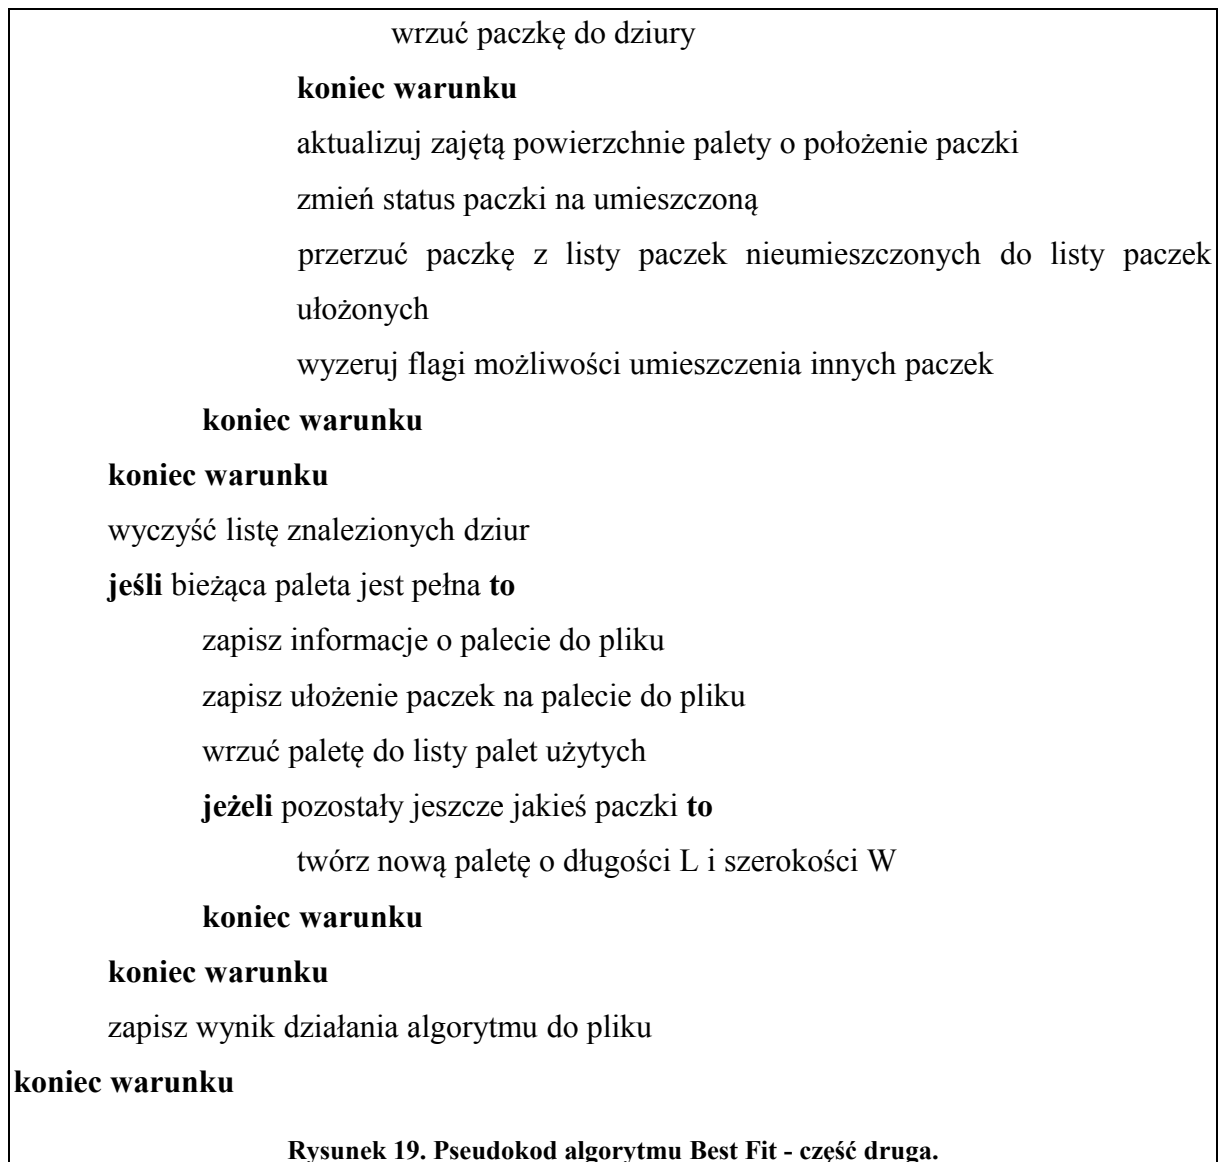 wrzuć paczkę do dziury
koniec warunku
aktualizuj zajętą powierzchnie palety o położenie paczki
zmień status paczki na umieszczoną
przerzuć paczkę z listy paczek nieumieszczonych do listy paczek
ułożonych
wyzeruj flagi możliwości umieszczenia innych paczek
koniec warunku
koniec warunku
wyczyść listę znalezionych dziur
jeśli bieżąca paleta jest pełna to
zapisz informacje o palecie do pliku
zapisz ułożenie paczek na palecie do pliku
wrzuć paletę do listy palet użytych
jeżeli pozostały jeszcze jakieś paczki to
twórz nową paletę o długości L i szerokości W
koniec warunku
koniec warunku
zapisz wynik działania algorytmu do pliku
koniec warunku
Rysunek 19. Pseudokod algorytmu Best Fit - część druga.